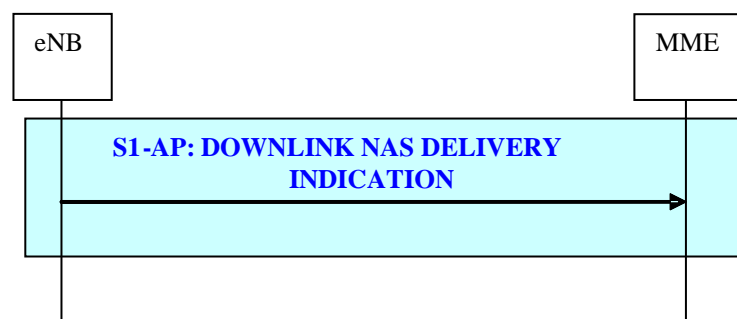 eNB
MME
S1-AP: DOWNLINK NAS DELIVERY
INDICATION